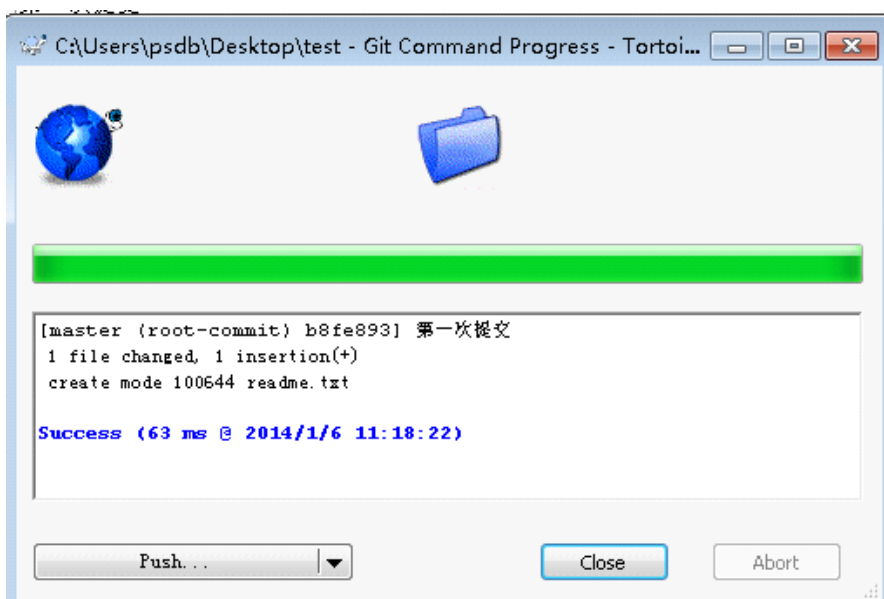 C:\Users\psdb\Desktop\test - Git Command Progress - Tortoi...
[master (root-commit) b8fe893] 第一次提交
1 file changed, 1 insertion(+)
create mode 100644 readme.txt
Success (63 ms @ 2014/1/6 11:18:22)
Push...
Close
Abort